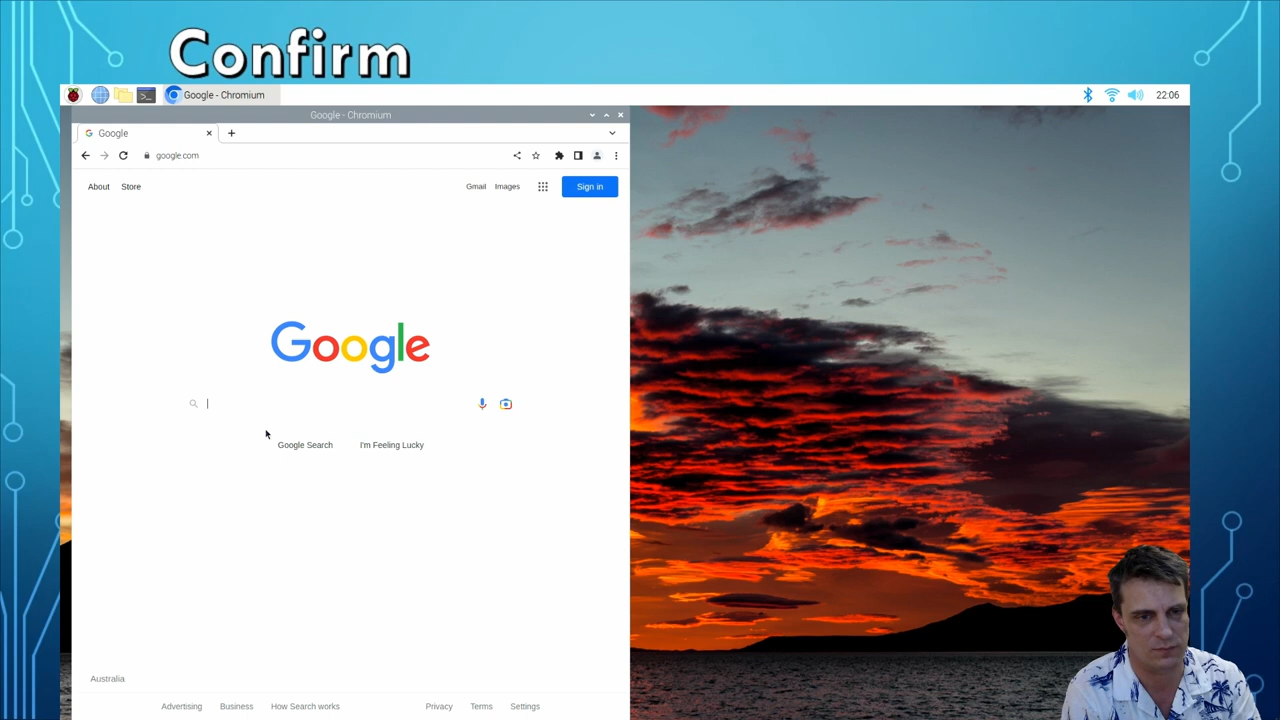 Confirm
Google - Chromium
22:06
Google - Chromium
Google
google.com
About Store
Gmail Images
Sign in
Google
Google Search
I'm Feeling Lucky
Australia
Advertising Business How Search works
Privacy Terms Settings